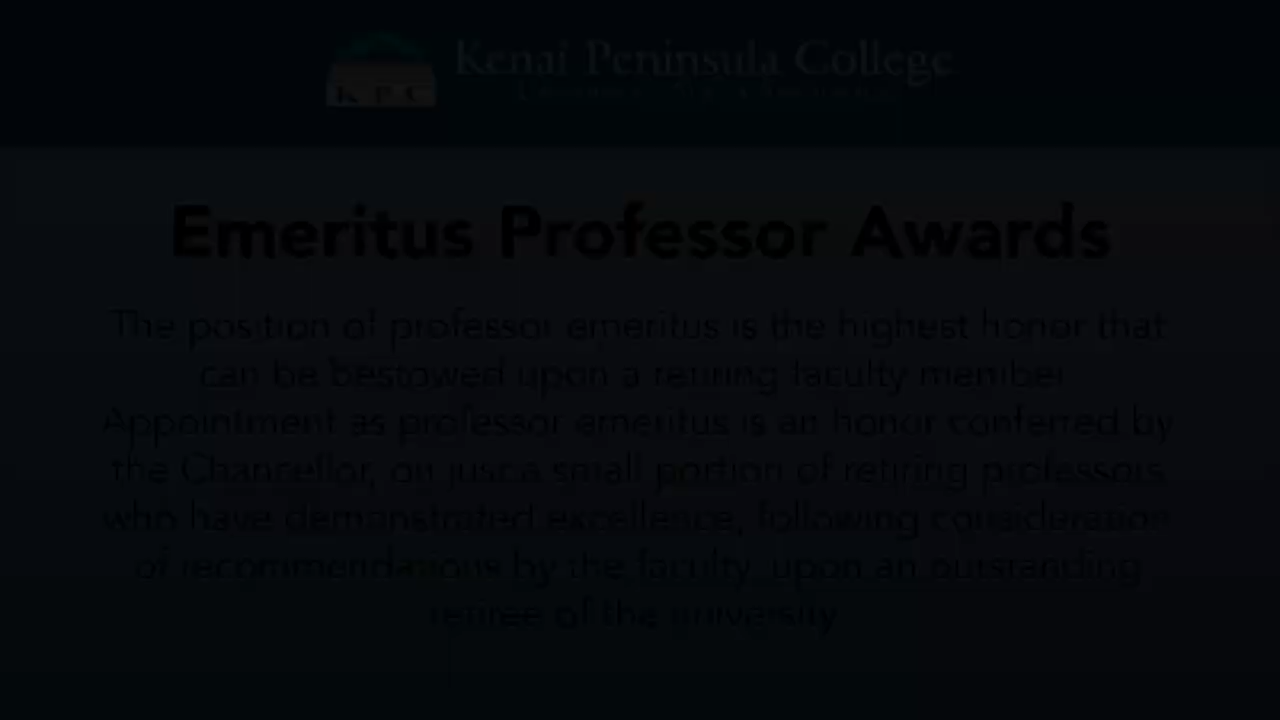 KPC
Kenai Peninsula College
Emeritus Professor Awards
The position of professor emeritus is the highest honor that
can be bestowed upon a retiring faculty member
Appointment as professor emeritus is an honor conferred by
the Chancellor, on just a small portion of retiring professors
who have demonstrated excellence, following consideration
of recommendations by the faculty upon an outstanding
retiree of the university